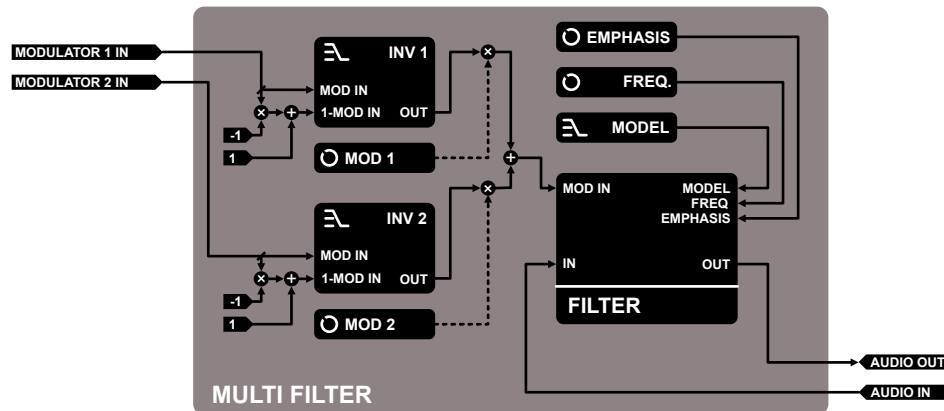 MODULATOR 1 IN
MODULATOR 2 IN
INV 1
MOD IN
1-MOD IN
OUT
-1
1
MOD 1
INV 2
MOD IN
1-MOD IN
OUT
-1
1
MOD 2
EMPHASIS
FREQ.
MODEL
MOD IN
MODEL
FREQ
EMPHASIS
IN
OUT
FILTER
AUDIO OUT
AUDIO IN
MULTI FILTER